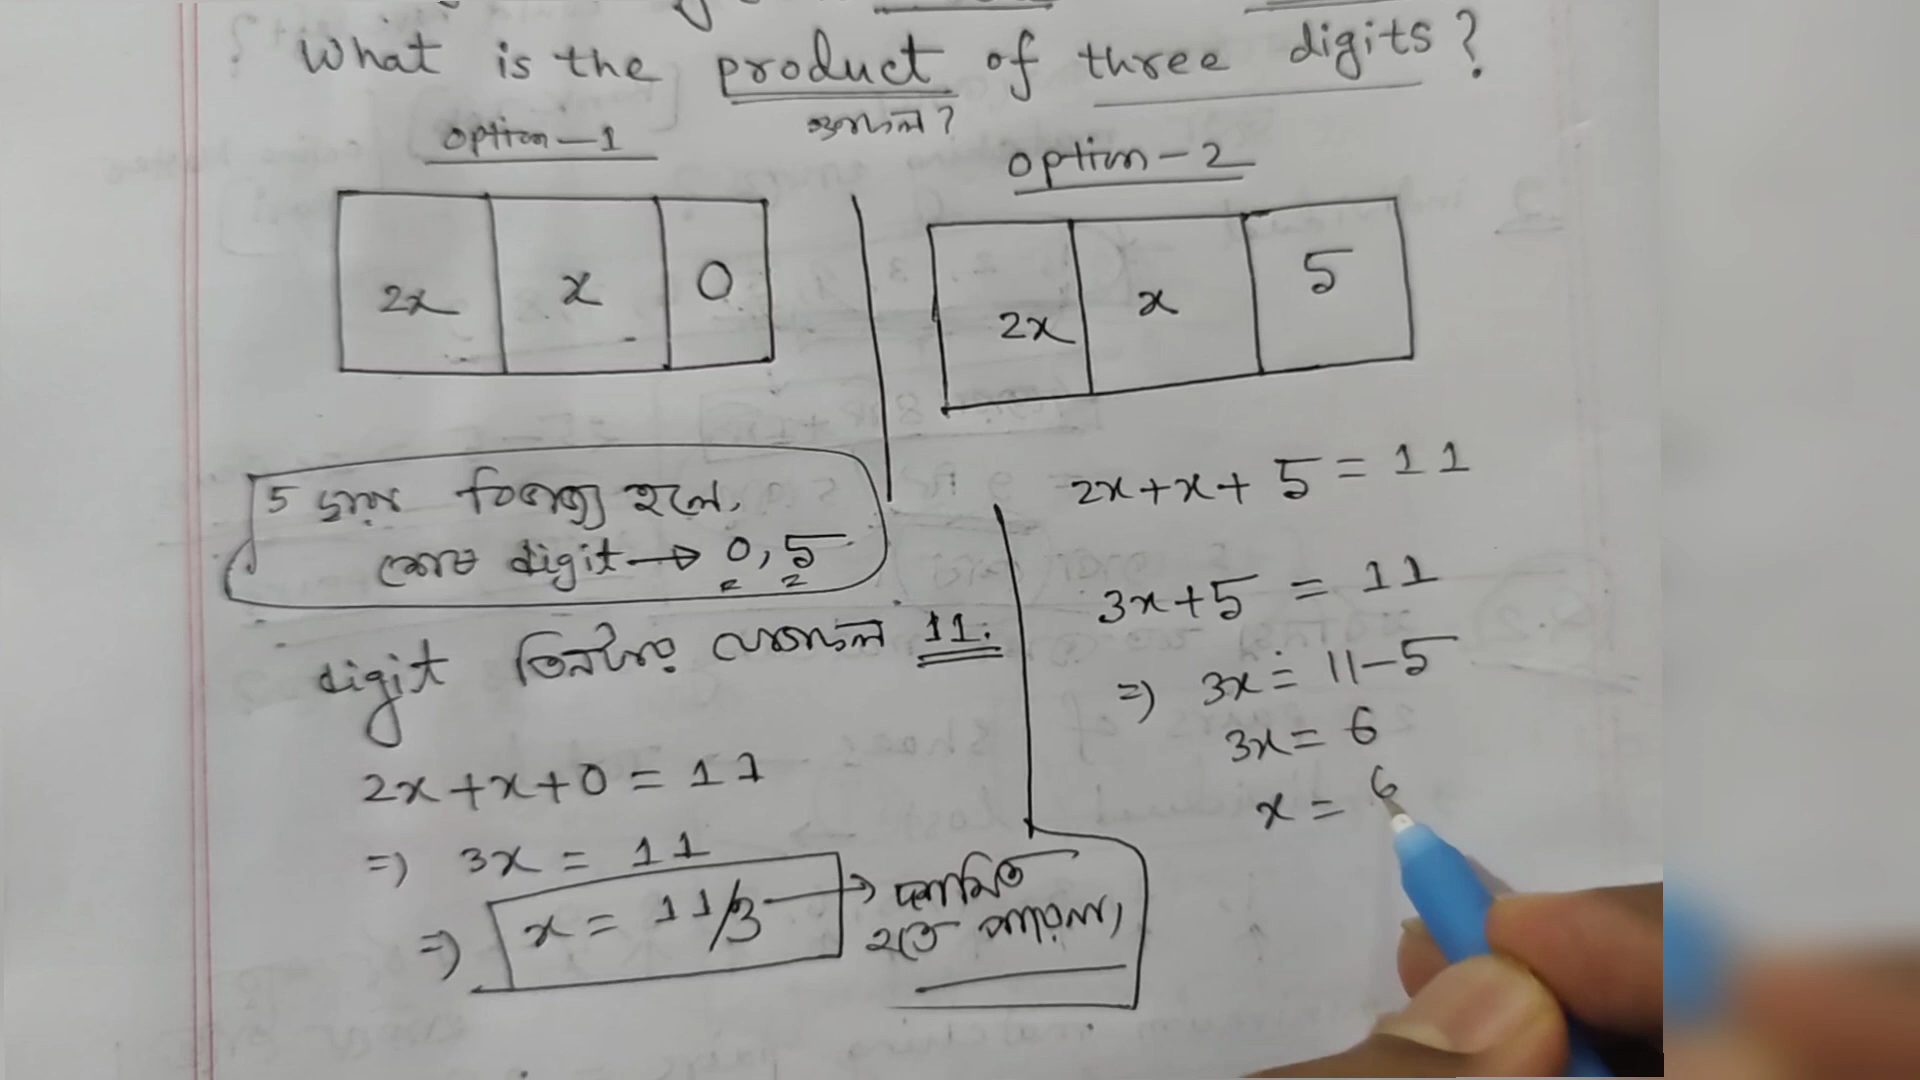 What is the product of three digits?
গুনফল?
option-1
2x x 0
5 দ্বারা বিভাজ্য হলে,
শেষ digit → 0, 5
digit তিনটার যোগফল 11.
2x+x+0 = 11
=) 3x = 11
=) x = 11/3 →
হতে পারেনা,
option-2
2x x 5
2x+x+5 = 11
3x+5 = 11
=) 3x = 11-5
3x = 6
x = 6